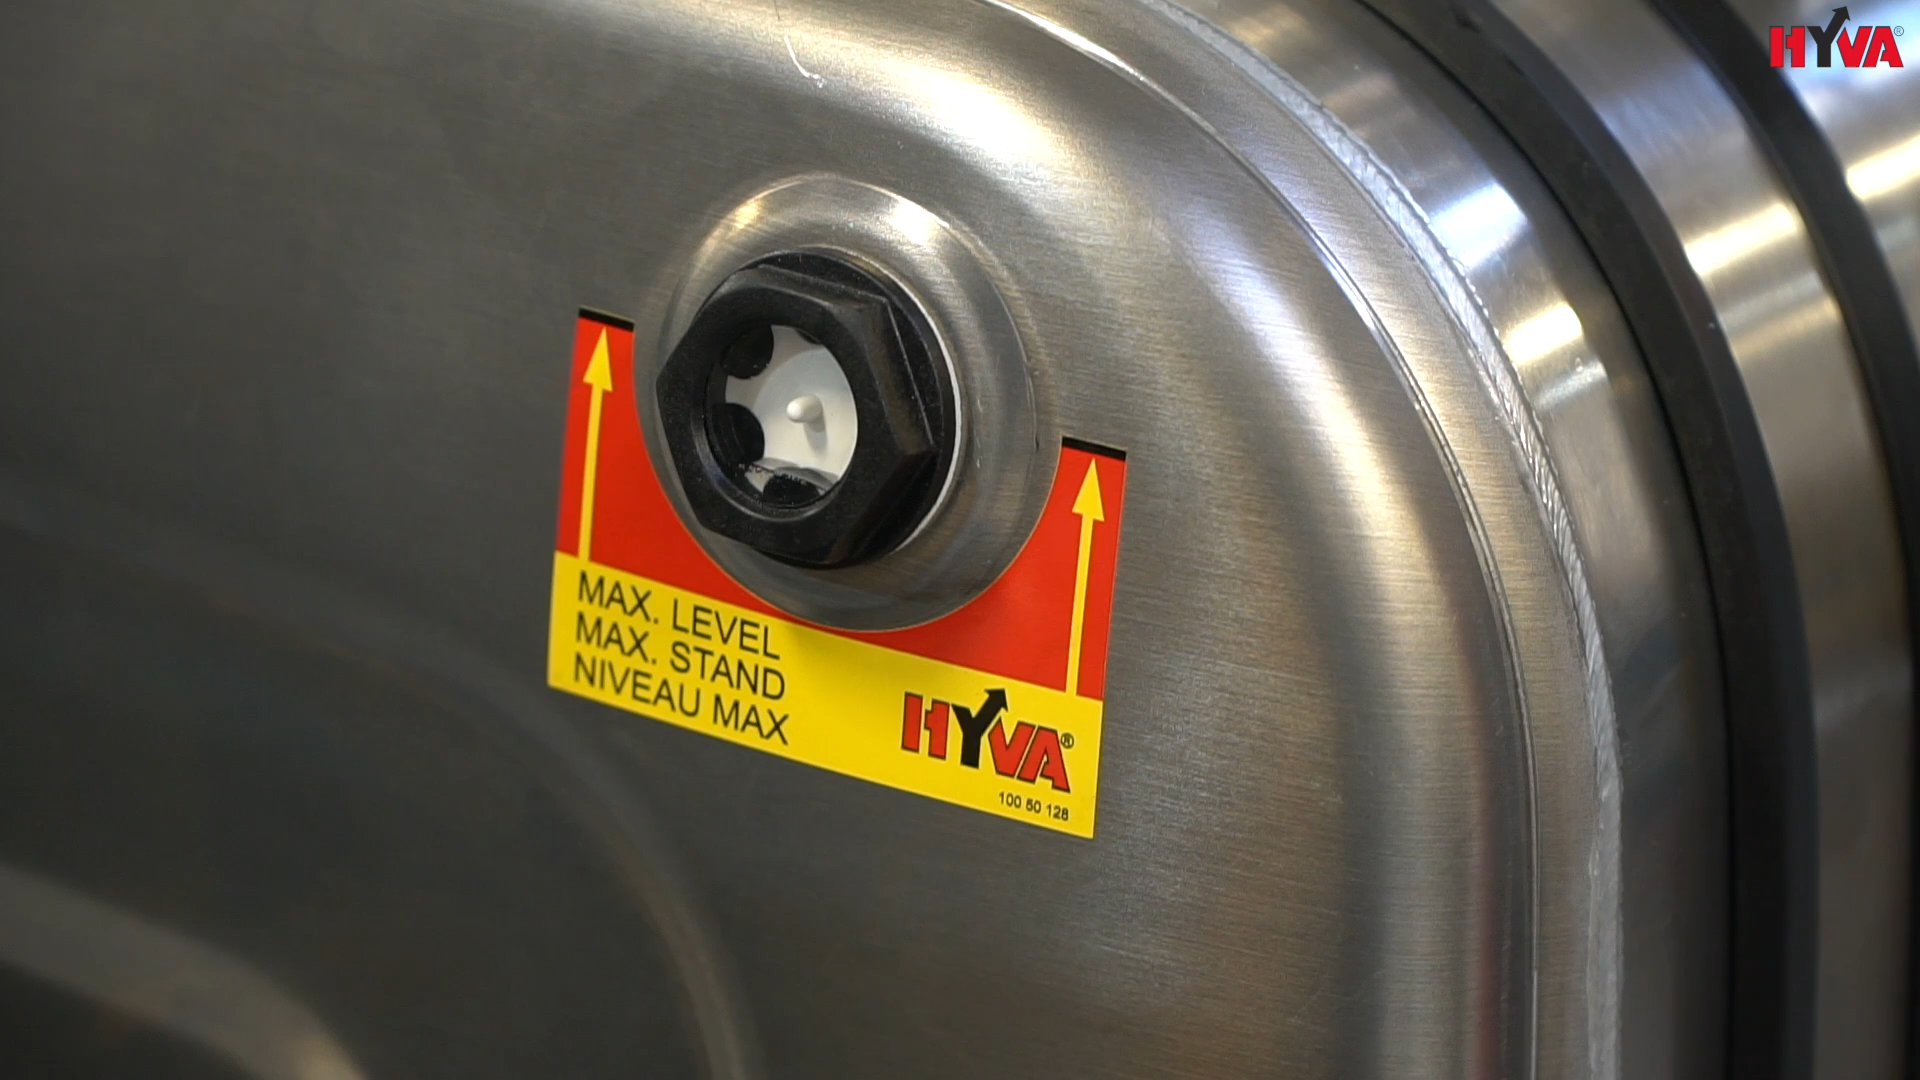 HYVA®
MAX. LEVEL
MAX. STAND
NIVEAU MAX
HYVA®
100 50 128